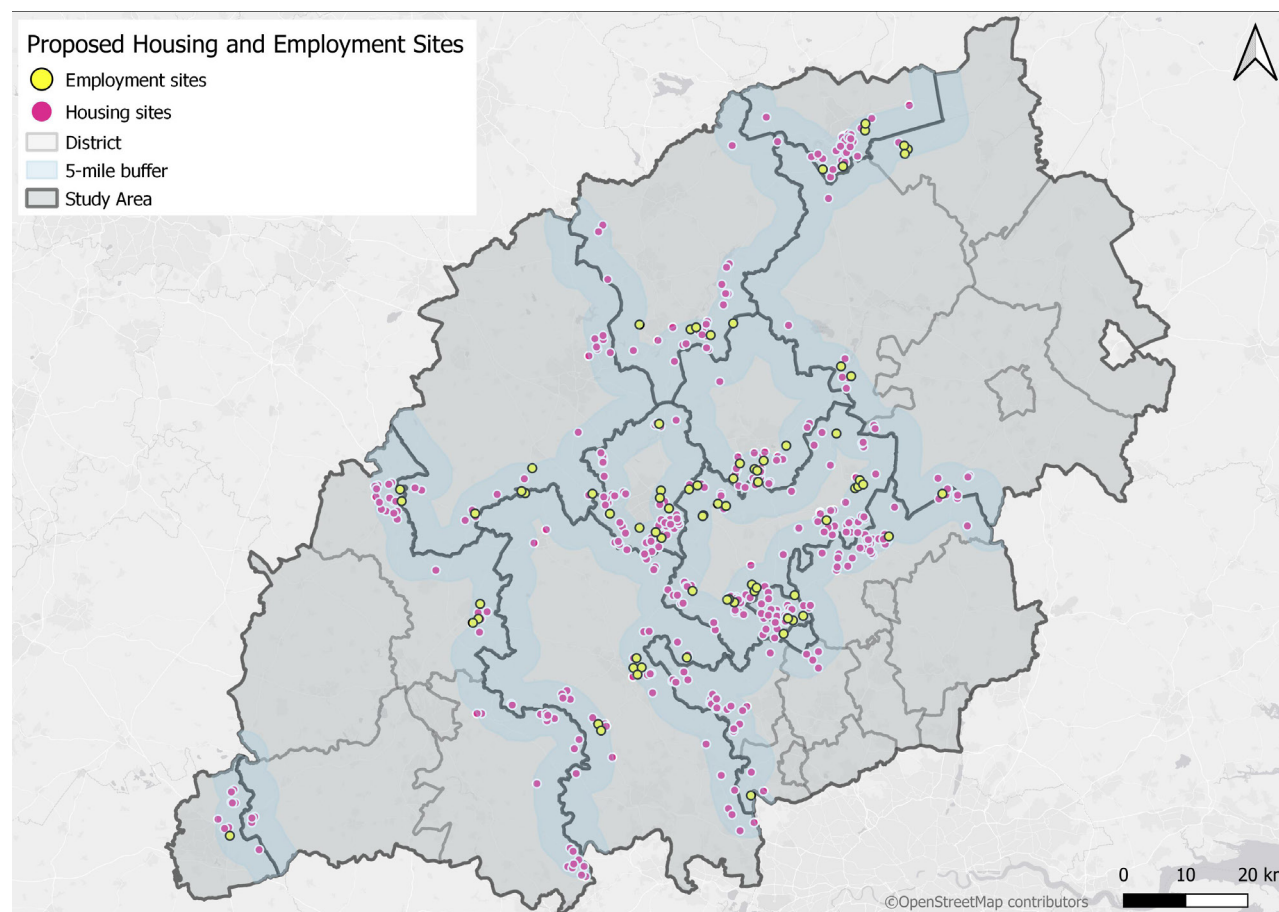 Proposed Housing and Employment Sites
Employment sites
Housing sites
District
5-mile buffer
Study Area
0 10 20 km
©OpenStreetMap contributors